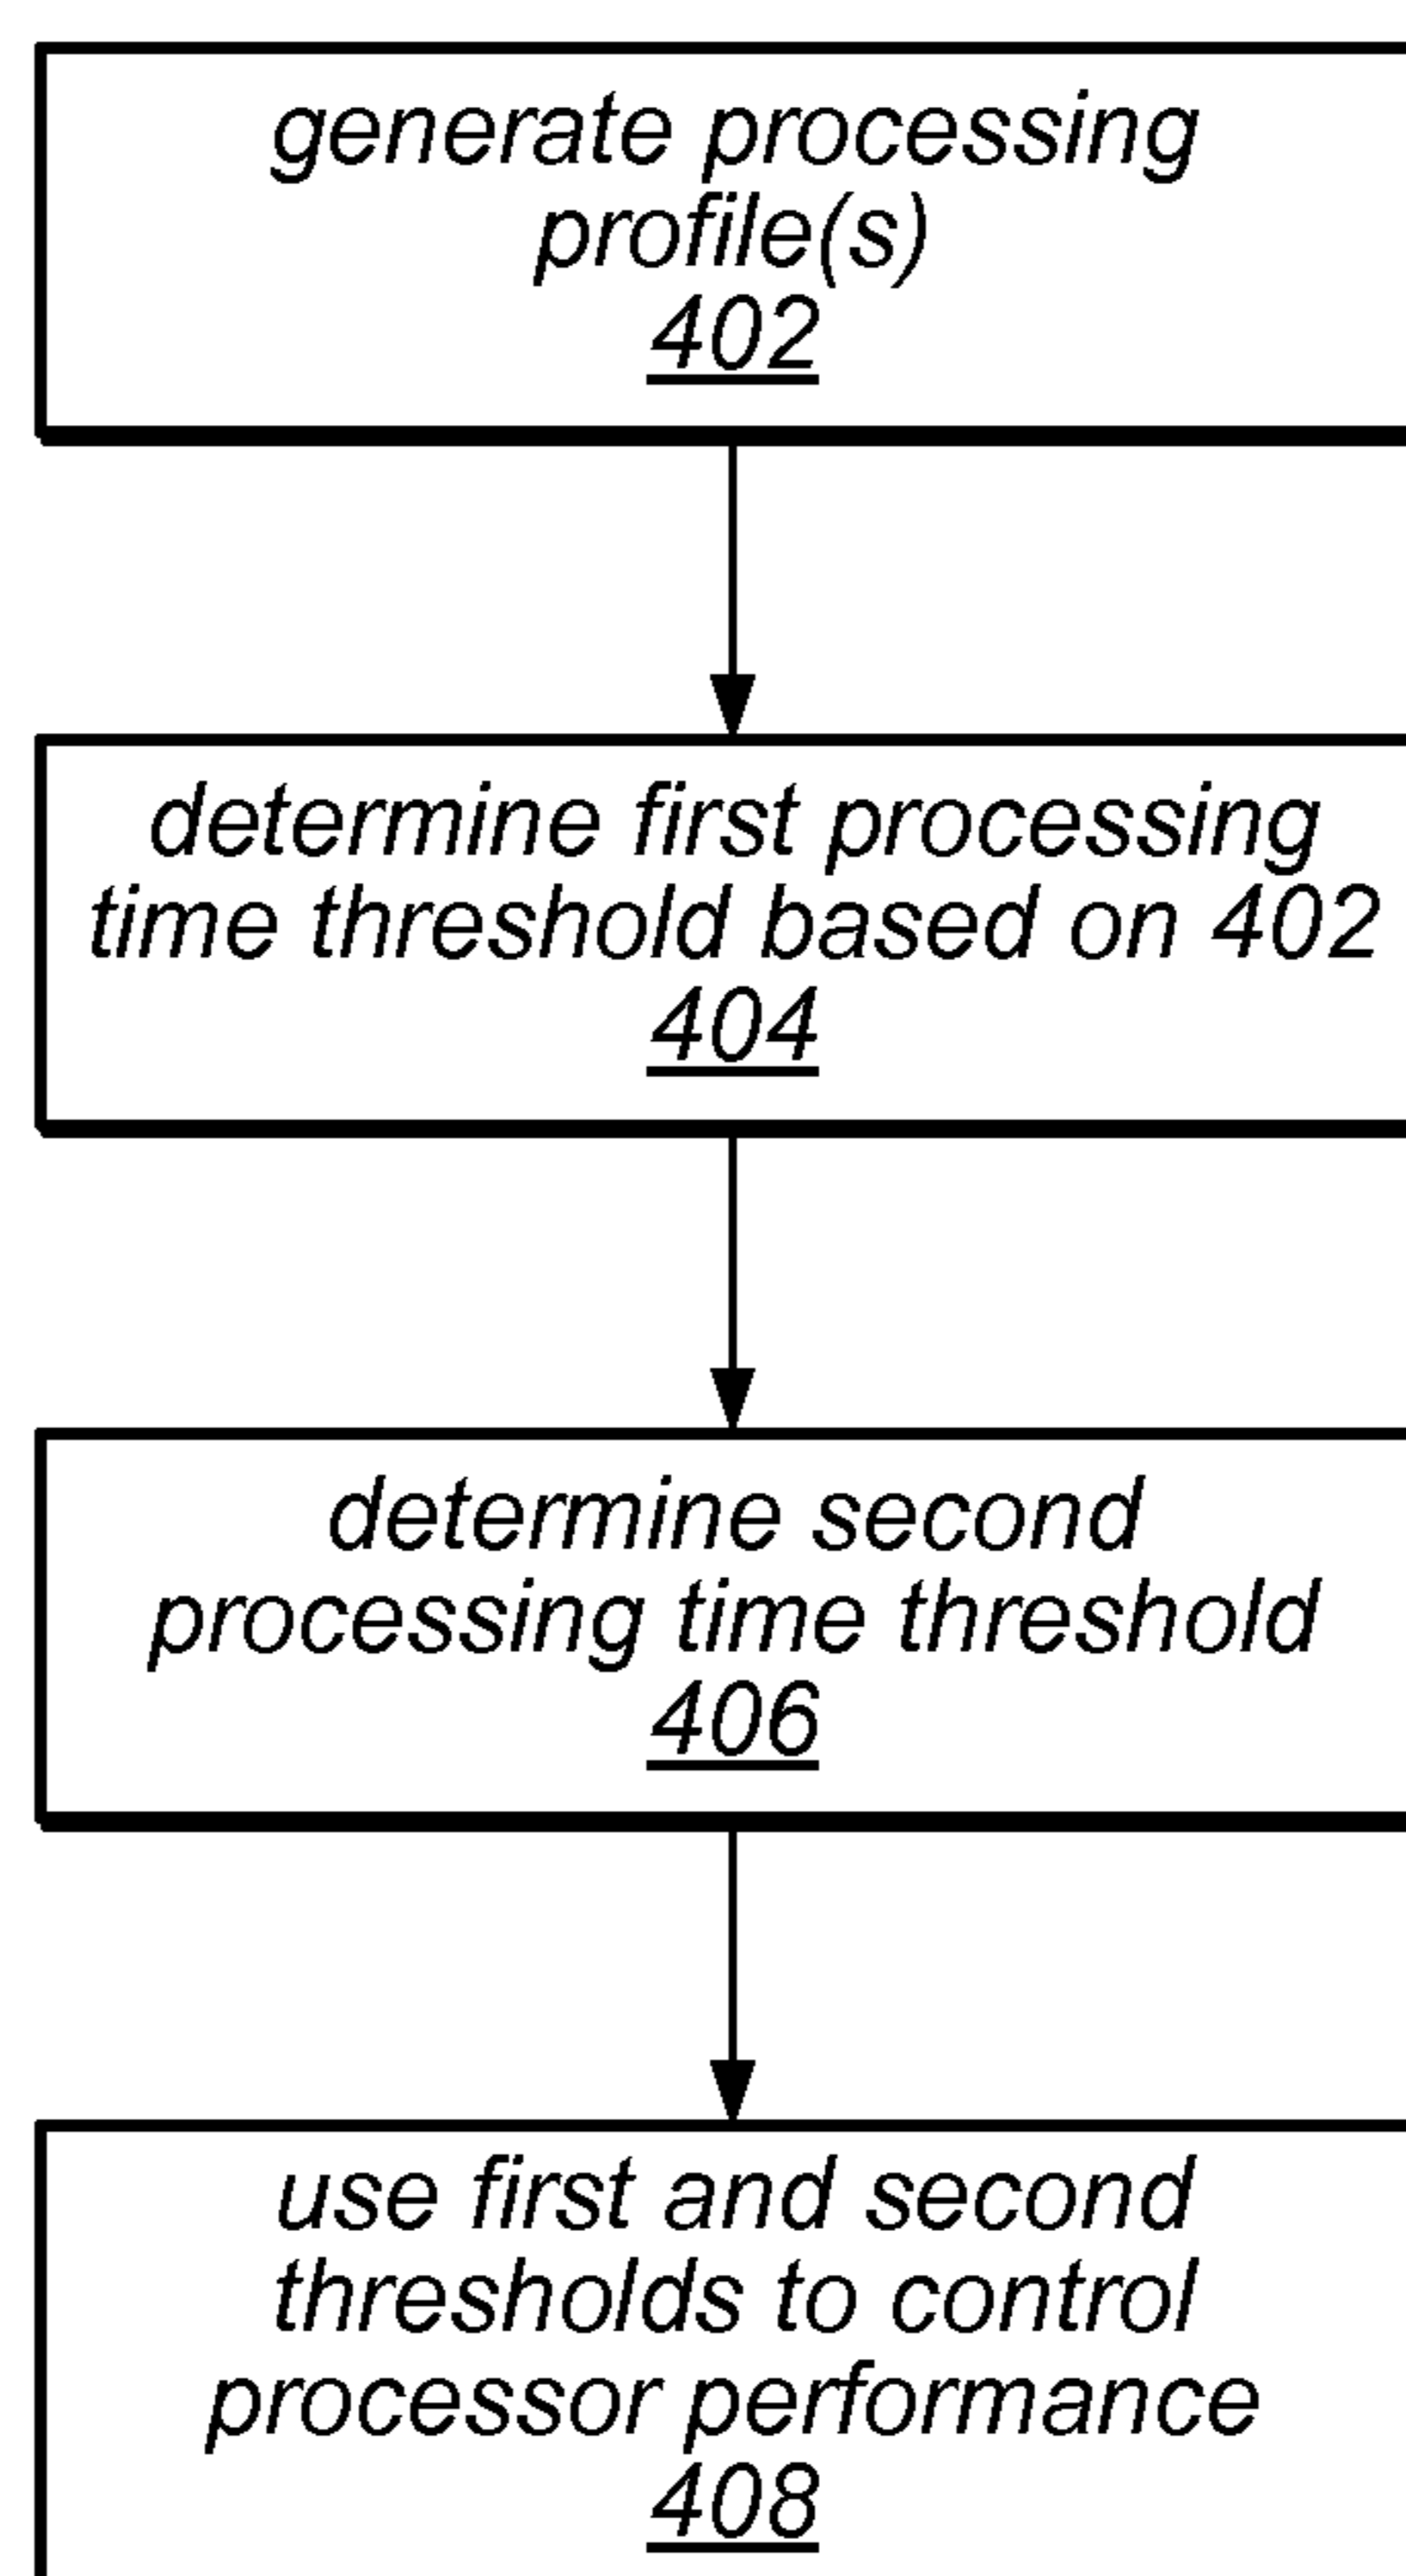 generate processing
profile(s)
402
determine first processing
time threshold based on 402
404
determine second
processing time threshold
406
use first and second
thresholds to control
processor performance
408